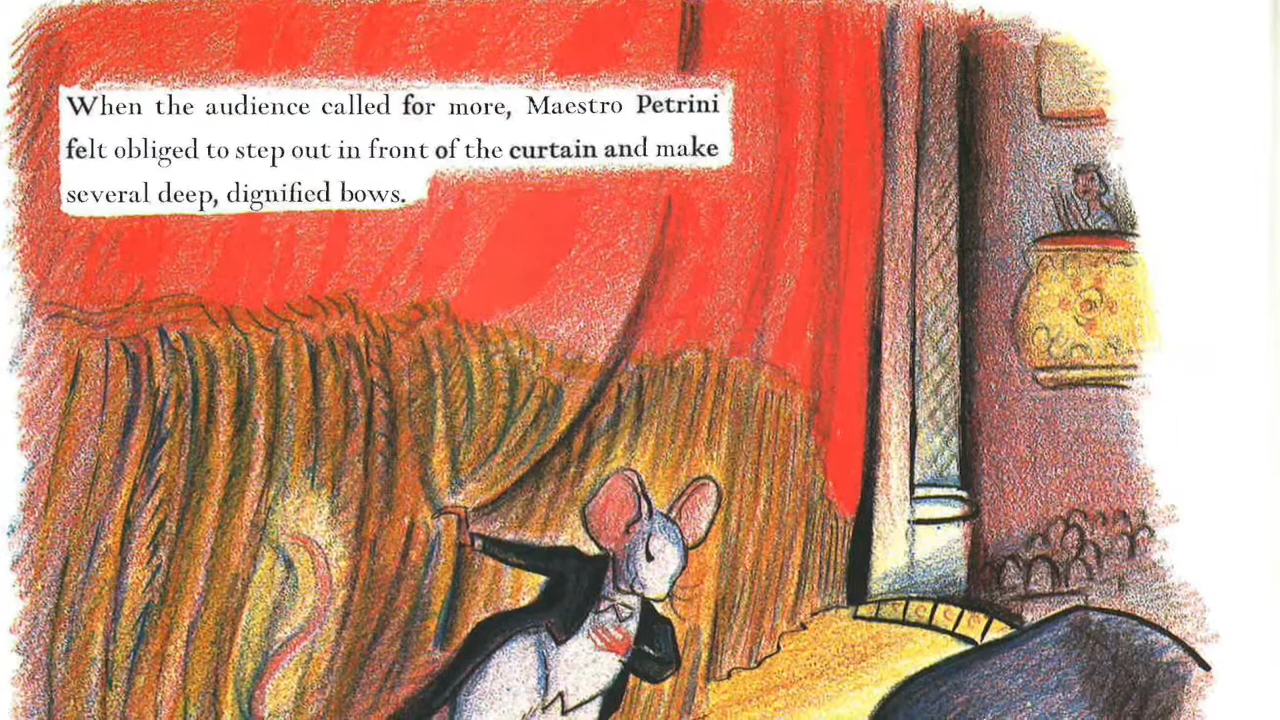 When the audience called for more, Maestro Petrini
felt obliged to step out in front of the curtain and make
several deep, dignified bows.